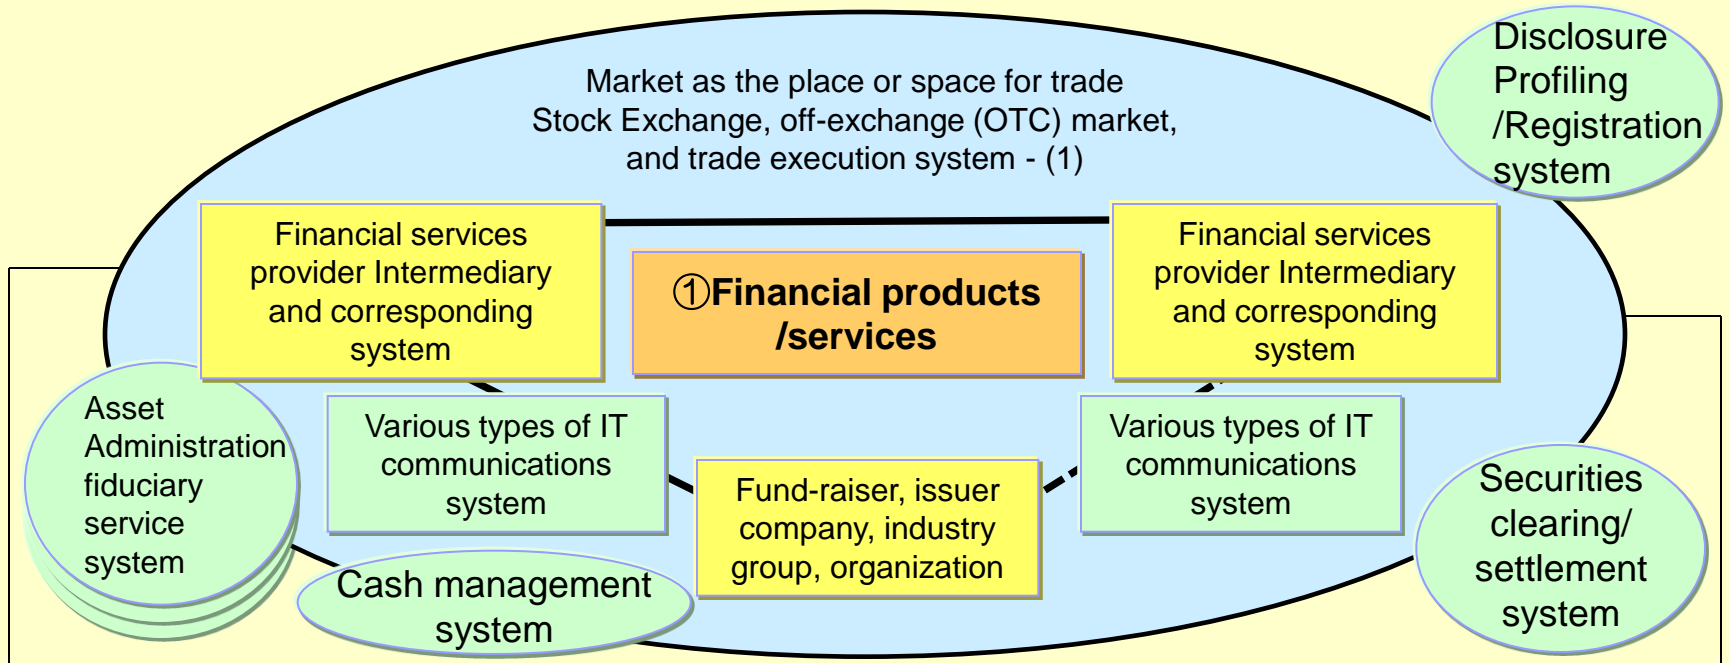 Market as the place or space for trade
Stock Exchange, off-exchange (OTC) market,
and trade execution system - (1)
Disclosure
Profiling
/Registration
system
Financial services
provider Intermediary
and corresponding
system
①Financial products
/services
Financial services
provider Intermediary
and corresponding
system
Asset
Administration
fiduciary
service
system
Various types of IT
communications
system
Fund-raiser, issuer
company, industry
group, organization
Various types of IT
communications
system
Securities
clearing/
settlement
system
Cash management
system